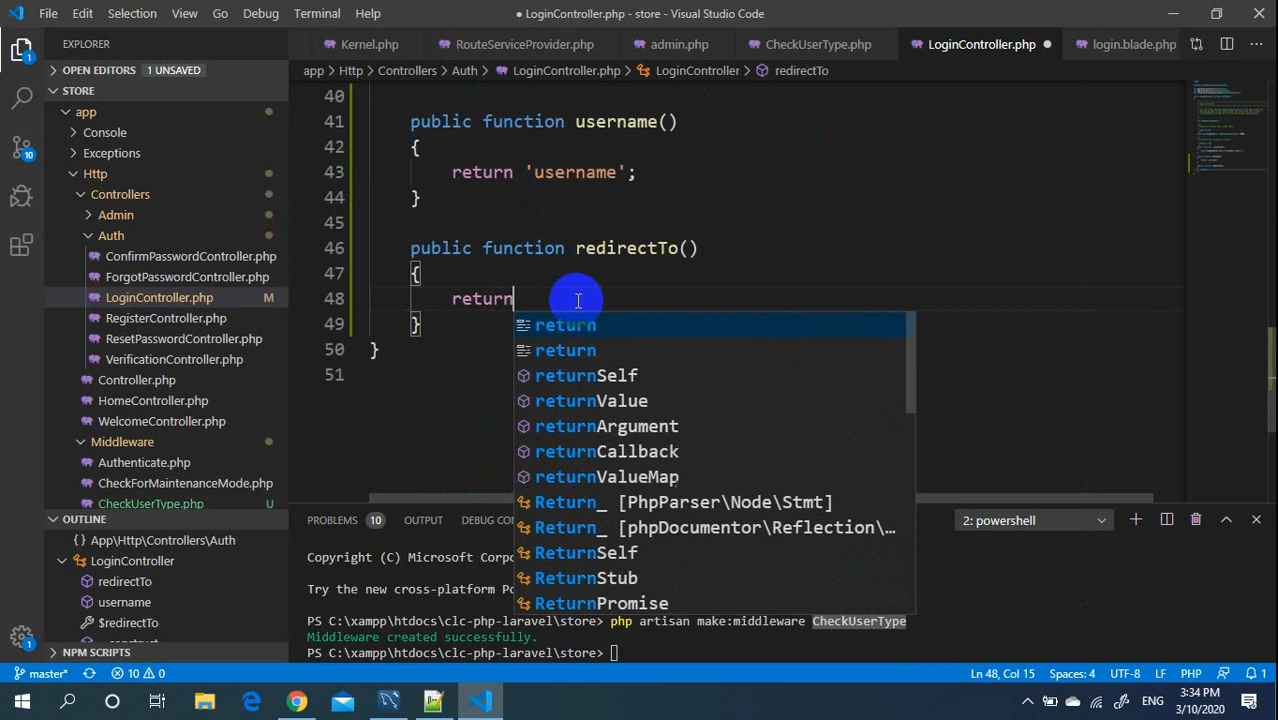 File Edit Selection View Go Debug Terminal Help
● LoginController.php - store - Visual Studio Code
EXPLORER
OPEN EDITORS 1 UNSAVED
STORE
app
Console
Exceptions
Http
Controllers
Admin
Auth
ConfirmPasswordController.php
ForgotPasswordController.php
LoginController.php M
RegisterController.php
ResetPasswordController.php
VerificationController.php
Controller.php
HomeController.php
WelcomeController.php
Middleware
Authenticate.php
CheckForMaintenanceMode.php
CheckUserType.php U
OUTLINE
{} App\Http\Controllers\Auth
LoginController
redirectTo
username
$redirectTo
__construct
NPM SCRIPTS
1
10
1
Kernel.php RouteServiceProvider.php admin.php CheckUserType.php LoginController.php ● login.blade.php
app > Http > Controllers > Auth > LoginController.php > LoginController > redirectTo
40
41 public function username()
42 {
43 return 'username';
44 }
45
46 public function redirectTo()
47 {
48 return
49 }
50 }
51
return
return
returnSelf
returnValue
returnArgument
returnCallback
returnValueMap
Return_ [PhpParser\Node\Stmt]
Return_ [phpDocumentor\Reflection\…
ReturnSelf
ReturnStub
ReturnPromise
PROBLEMS 10 OUTPUT DEBUG CON
2: powershell
Copyright (C) Microsoft Corpo
Try the new cross-platform Po
PS C:\xampp\htdocs\clc-php-laravel\store> php artisan make:middleware CheckUserType
Middleware created successfully.
PS C:\xampp\htdocs\clc-php-laravel\store>
master* 10 0 Ln 48, Col 15 Spaces: 4 UTF-8 LF PHP 1
ENG
3:34 PM
3/10/2020